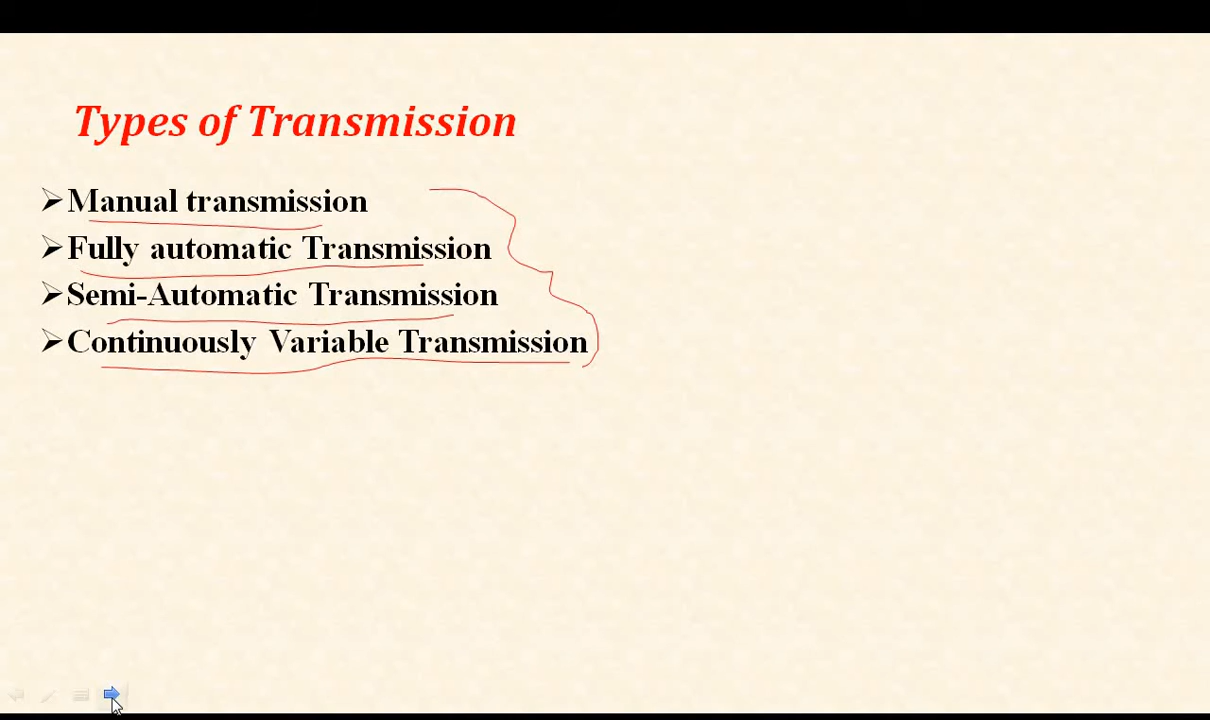 Types of Transmission
Manual transmission
Fully automatic Transmission
Semi-Automatic Transmission
Continuously Variable Transmission